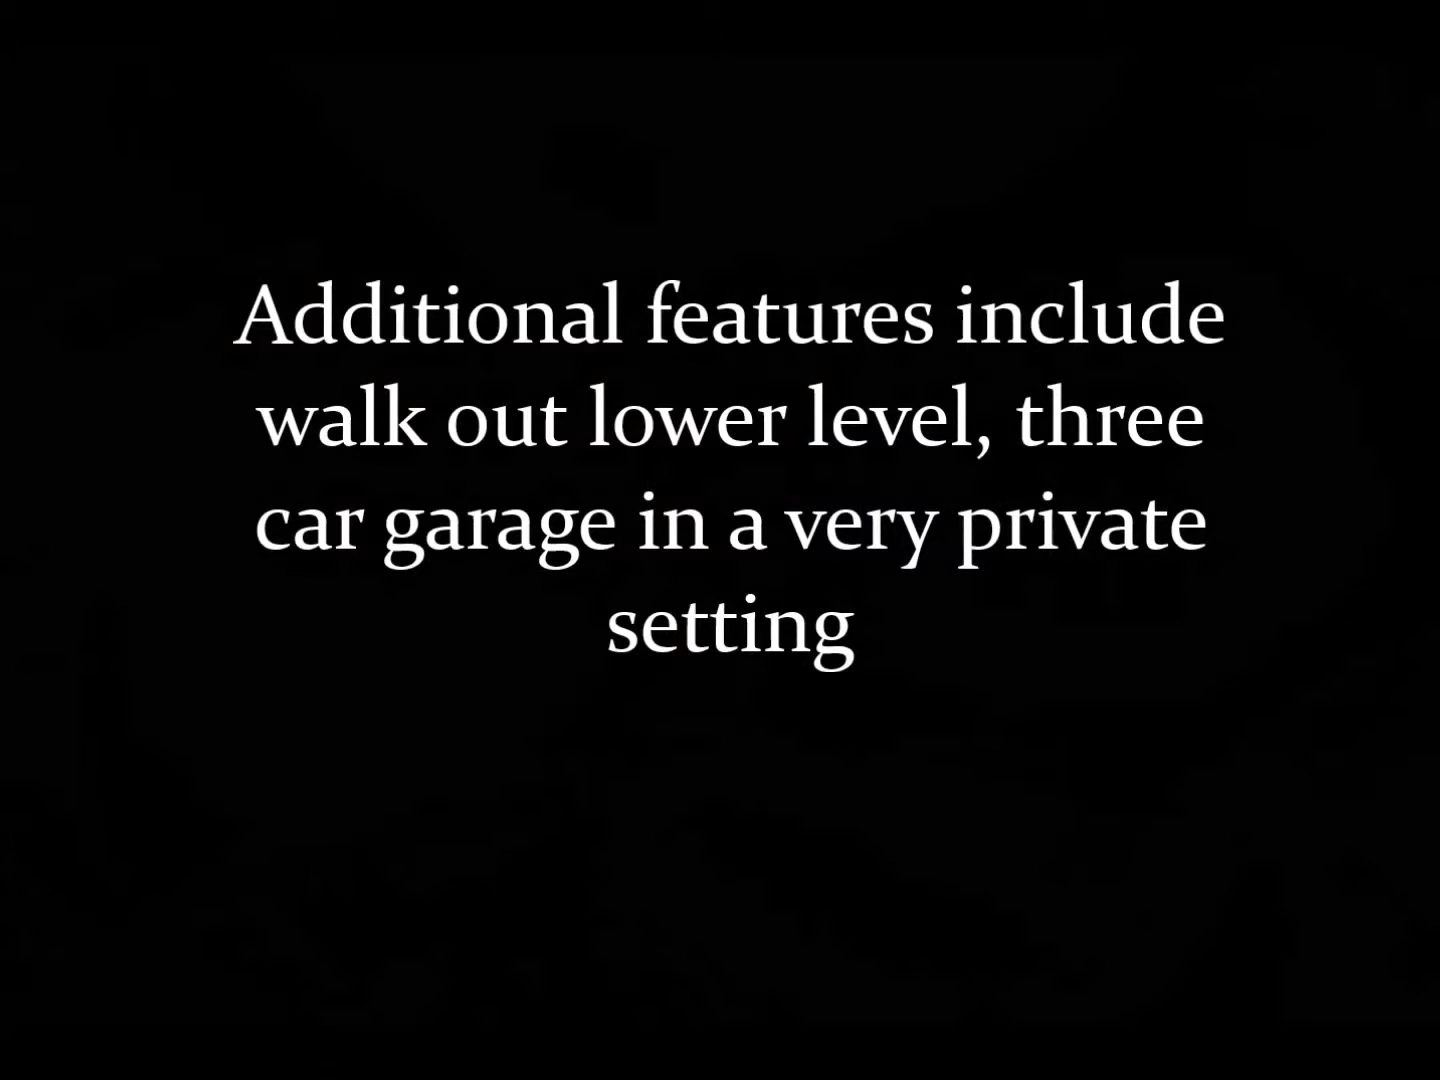 Additional features include
walk out lower level, three
car garage in a very private
setting